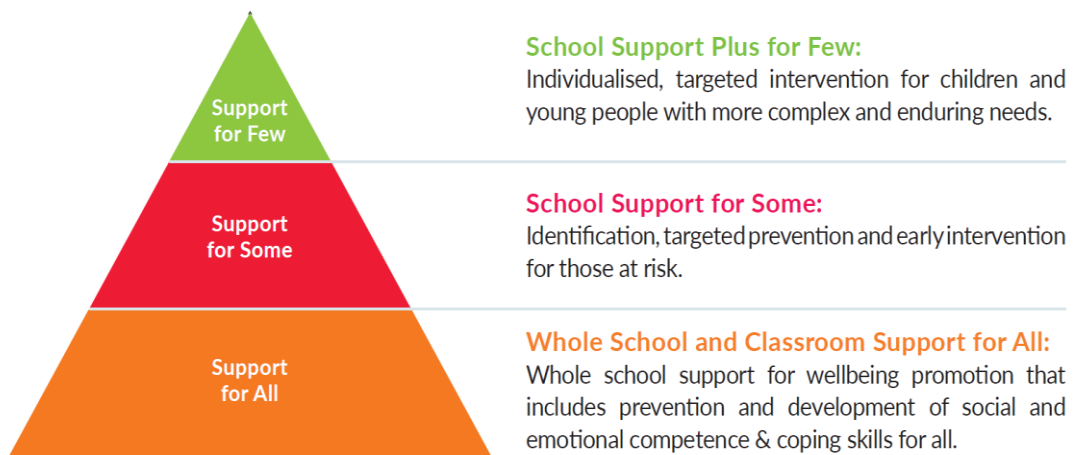 Support
for Few
School Support Plus for Few:
Individualised, targeted intervention for children and
young people with more complex and enduring needs.
Support
for Some
School Support for Some:
Identification, targeted prevention and early intervention
for those at risk.
Support
for All
Whole School and Classroom Support for All:
Whole school support for wellbeing promotion that
includes prevention and development of social and
emotional competence & coping skills for all.